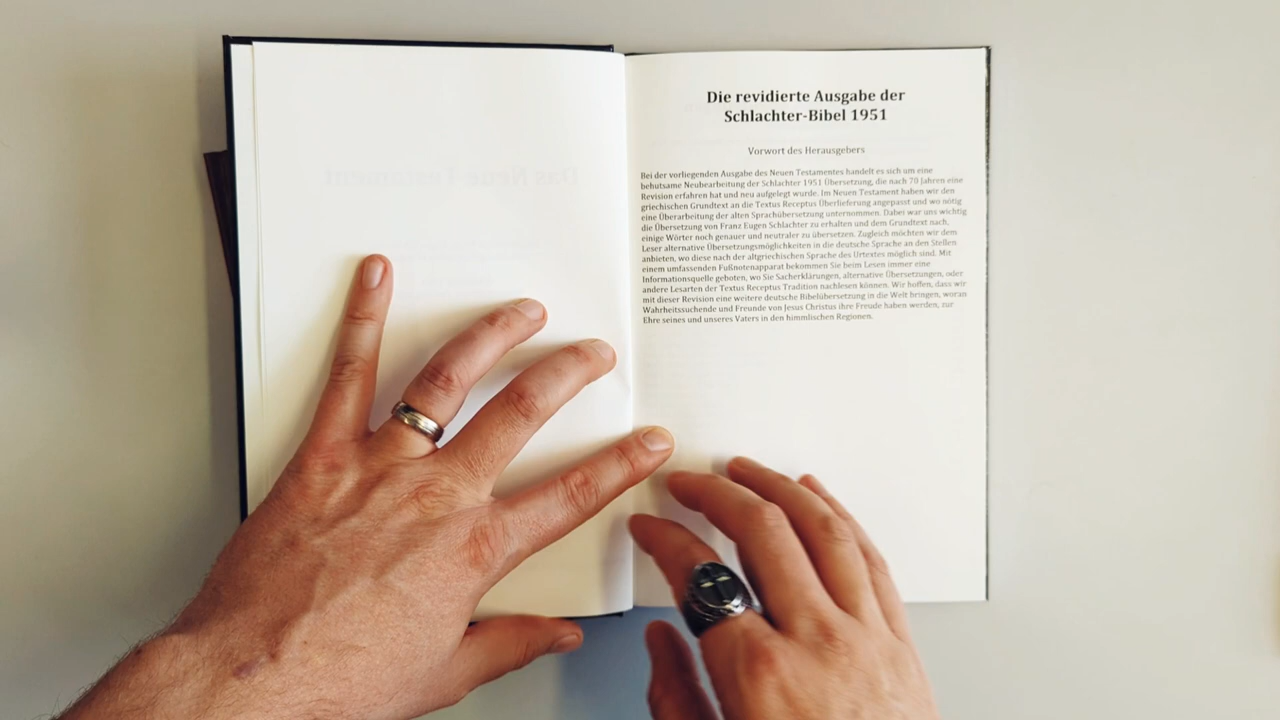 Das Neue Testament
Die revidierte Ausgabe der
Schlachter-Bibel 1951
Vorwort des Herausgebers
Bei der vorliegenden Ausgabe des Neuen Testamentes handelt es sich um eine
behutsame Neubearbeitung der Schlachter 1951 Übersetzung, die nach 70 Jahren eine
Revision erfahren hat und neu aufgelegt wurde. Im Neuen Testament haben wir den
griechischen Grundtext an die Textus Receptus Überlieferung angepasst und wo nötig
eine Überarbeitung der alten Sprachübersetzung unternommen. Dabei war uns wichtig
die Übersetzung von Franz Eugen Schlachter zu erhalten und dem Grundtext nach,
einige Wörter noch genauer und neutraler zu übersetzen. Zugleich möchten wir dem
Leser alternative Übersetzungsmöglichkeiten in die deutsche Sprache an den Stellen
anbieten, wo diese nach der altgriechischen Sprache des Urtextes möglich sind. Mit
einem umfassenden Fußnotenapparat bekommen Sie beim Lesen immer eine
Informationsquelle geboten, wo Sie Sacherklärungen, alternative Übersetzungen, oder
andere Lesarten der Textus Receptus Tradition nachlesen können. Wir hoffen, dass wir
mit dieser Revision eine weitere deutsche Bibelübersetzung in die Welt bringen, woran
Wahrheitssuchende und Freunde von Jesus Christus ihre Freude haben werden, zur
Ehre seines und unseres Vaters in den himmlischen Regionen.